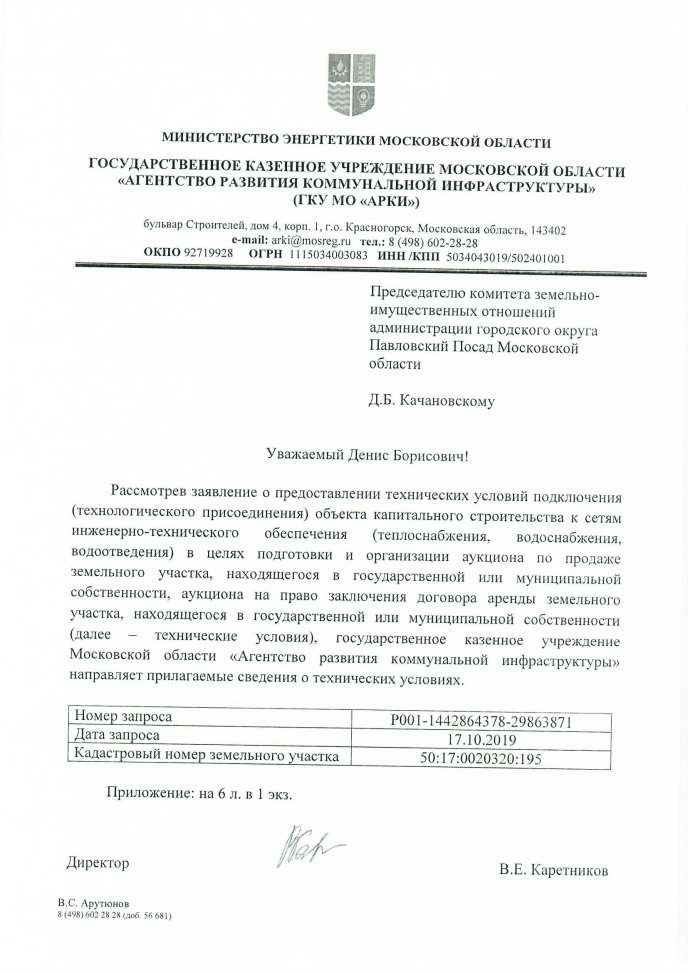 МИНИСТЕРСТВО ЭНЕРГЕТИКИ МОСКОВСКОЙ ОБЛАСТИ
ГОСУДАРСТВЕННОЕ КАЗЕННОЕ УЧРЕЖДЕНИЕ МОСКОВСКОЙ ОБЛАСТИ
«АГЕНТСТВО РАЗВИТИЯ КОММУНАЛЬНОЙ ИНФРАСТРУКТУРЫ»
(ГКУ МО «АРКИ»)
бульвар Строителей, дом 4, корп. 1, г.о. Красногорск, Московская область, 143402
e-mail: arki@mosreg.ru тел.: 8 (498) 602-28-28
ОКПО 92719928 ОГРН 1115034003083 ИНН /КПП 5034043019/502401001
Председателю комитета земельно-
имущественных отношений
администрации городского округа
Павловский Посад Московской
области
Д.Б. Качановскому
Уважаемый Денис Борисович!
Рассмотрев заявление о предоставлении технических условий подключения
(технологического присоединения) объекта капитального строительства к сетям
инженерно-технического обеспечения (теплоснабжения, водоснабжения,
водоотведения) в целях подготовки и организации аукциона по продаже
земельного участка, находящегося в государственной или муниципальной
собственности, аукциона на право заключения договора аренды земельного
участка, находящегося в государственной или муниципальной собственности
(далее – технические условия), государственное казенное учреждение
Московской области «Агентство развития коммунальной инфраструктуры»
направляет прилагаемые сведения о технических условиях.
Номер запроса P001-1442864378-29863871
Дата запроса 17.10.2019
Кадастровый номер земельного участка 50:17:0020320:195
Приложение: на 6 л. в 1 экз.
Директор В.Е. Каретников
В.С. Арутюнов
8 (498) 602 28 28 (доб. 56 681)